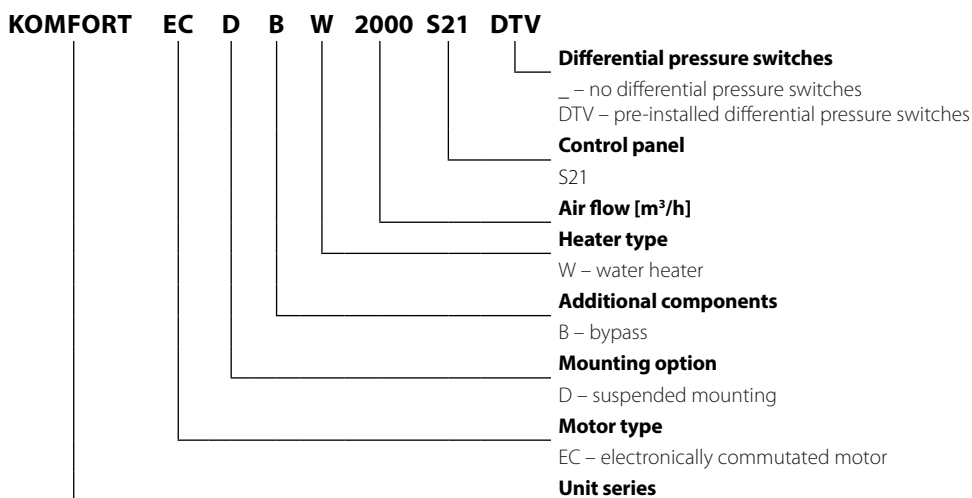 KOMFORT EC D B W 2000 S21 DTV
Differential pressure switches
_ – no differential pressure switches
DTV – pre-installed differential pressure switches
Control panel
S21
Air flow [m³/h]
Heater type
W – water heater
Additional components
B – bypass
Mounting option
D – suspended mounting
Motor type
EC – electronically commutated motor
Unit series